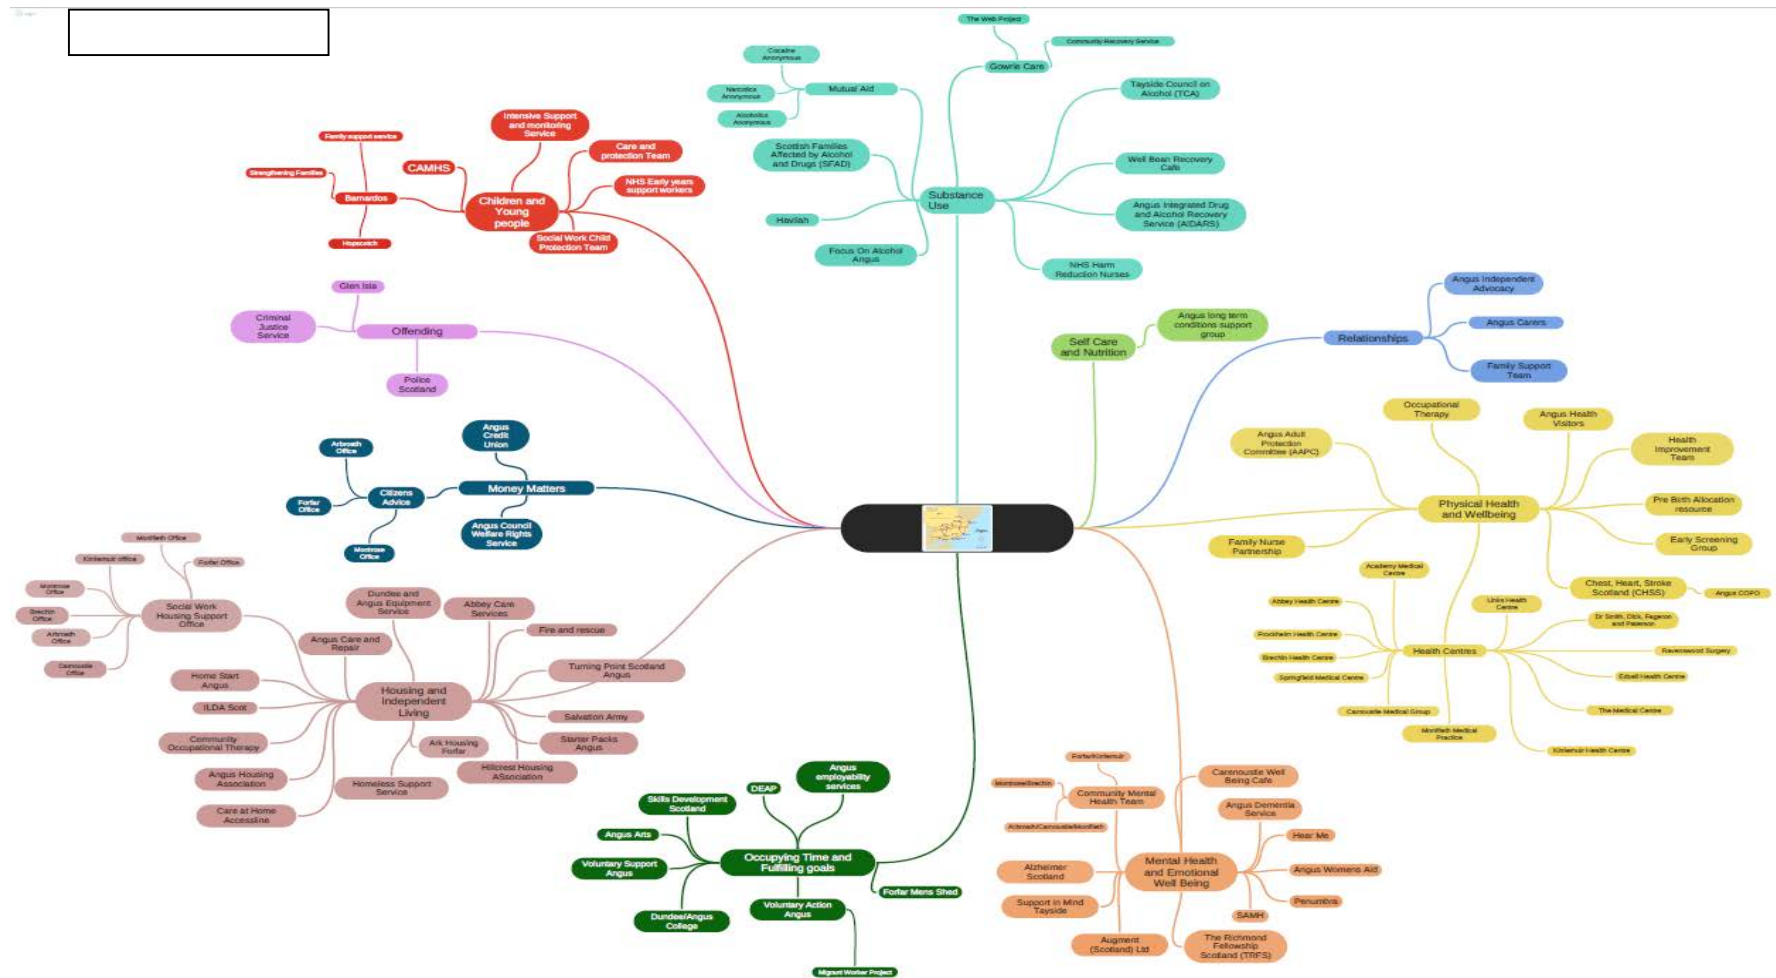 The Web Project
Community Recovery Service
Gowrie Care
Cocaine
Anonymous
Narcotics
Anonymous
Alcoholics
Anonymous
Mutual Aid
Tayside Council on
Alcohol (TCA)
Scottish Families
Affected by Alcohol
and Drugs (SFAD)
Well Bean Recovery
Cafe
Substance
Use
Angus Integrated Drug
and Alcohol Recovery
Service (AIDARS)
Havilah
Focus On Alcohol
Angus
NHS Harm
Reduction Nurses
Intensive Support
and monitoring
Service
Family support service
CAMHS
Care and
protection Team
Strengthening Families
NHS Early years
support workers
Barnardos
Children and
Young
people
Hopscotch
Social Work Child
Protection Team
Glen Isla
Criminal
Justice
Service
Offending
Police
Scotland
Angus long term
conditions support
group
Self Care
and Nutrition
Angus Independent
Advocacy
Angus Carers
Relationships
Family Support
Team
Angus
Credit
Union
Arbroath
Office
Citizens
Advice
Money Matters
Forfar
Office
Angus Council
Welfare Rights
Service
Montrose
Office
Occupational
Therapy
Angus Health
Visitors
Angus Adult
Protection
Committee (AAPC)
Health
Improvement
Team
Physical Health
and Wellbeing
Pre Birth Allocation
resource
Family Nurse
Partnership
Early Screening
Group
Chest, Heart, Stroke
Scotland (CHSS)
Angus COPD
Academy Medical
Centre
Abbey Health Centre
Links Health
Centre
Dr Smith, Dick, Fageron
and Paterson
Frockheim Health Centre
Health Centres
Ravenswood Surgery
Brechin Health Centre
Springfield Medical Centre
Edzell Health Centre
Carnoustie Medical Group
The Medical Centre
Monifieth Medical
Practice
Kirriemuir Health Centre
Monifieth Office
Kirriemuir office
Forfar Office
Montrose
Office
Brechin
Office
Arbroath
Office
Carnoustie
Office
Social Work
Housing Support
Office
Dundee and
Angus Equipment
Service
Abbey Care
Services
Angus Care and
Repair
Fire and rescue
Home Start
Angus
Turning Point Scotland
Angus
ILDA Scot
Housing and
Independent
Living
Salvation Army
Community
Occupational Therapy
Ark Housing
Forfar
Starter Packs
Angus
Angus Housing
Association
Homeless Support
Service
Hillcrest Housing
ASsociation
Care at Home
Accessline
Angus
employability
services
DEAP
Skills Development
Scotland
Angus Arts
Voluntary Support
Angus
Occupying Time and
Fulfilling goals
Forfar Mens Shed
Dundee/Angus
College
Voluntary Action
Angus
Migrant Worker Project
Forfar/Kirriemuir
Montrose/Brechin
Community Mental
Health Team
Arbroath/Carnoustie/Monifieth
Carenoustie Well
Being Cafe
Angus Dementia
Service
Hear Me
Alzheimer
Scotland
Mental Health
and Emotional
Well Being
Angus Womens Aid
Support in Mind
Tayside
Penumbra
SAMH
Augment
(Scotland) Ltd
The Richmond
Fellowship
Scotland (TRFS)